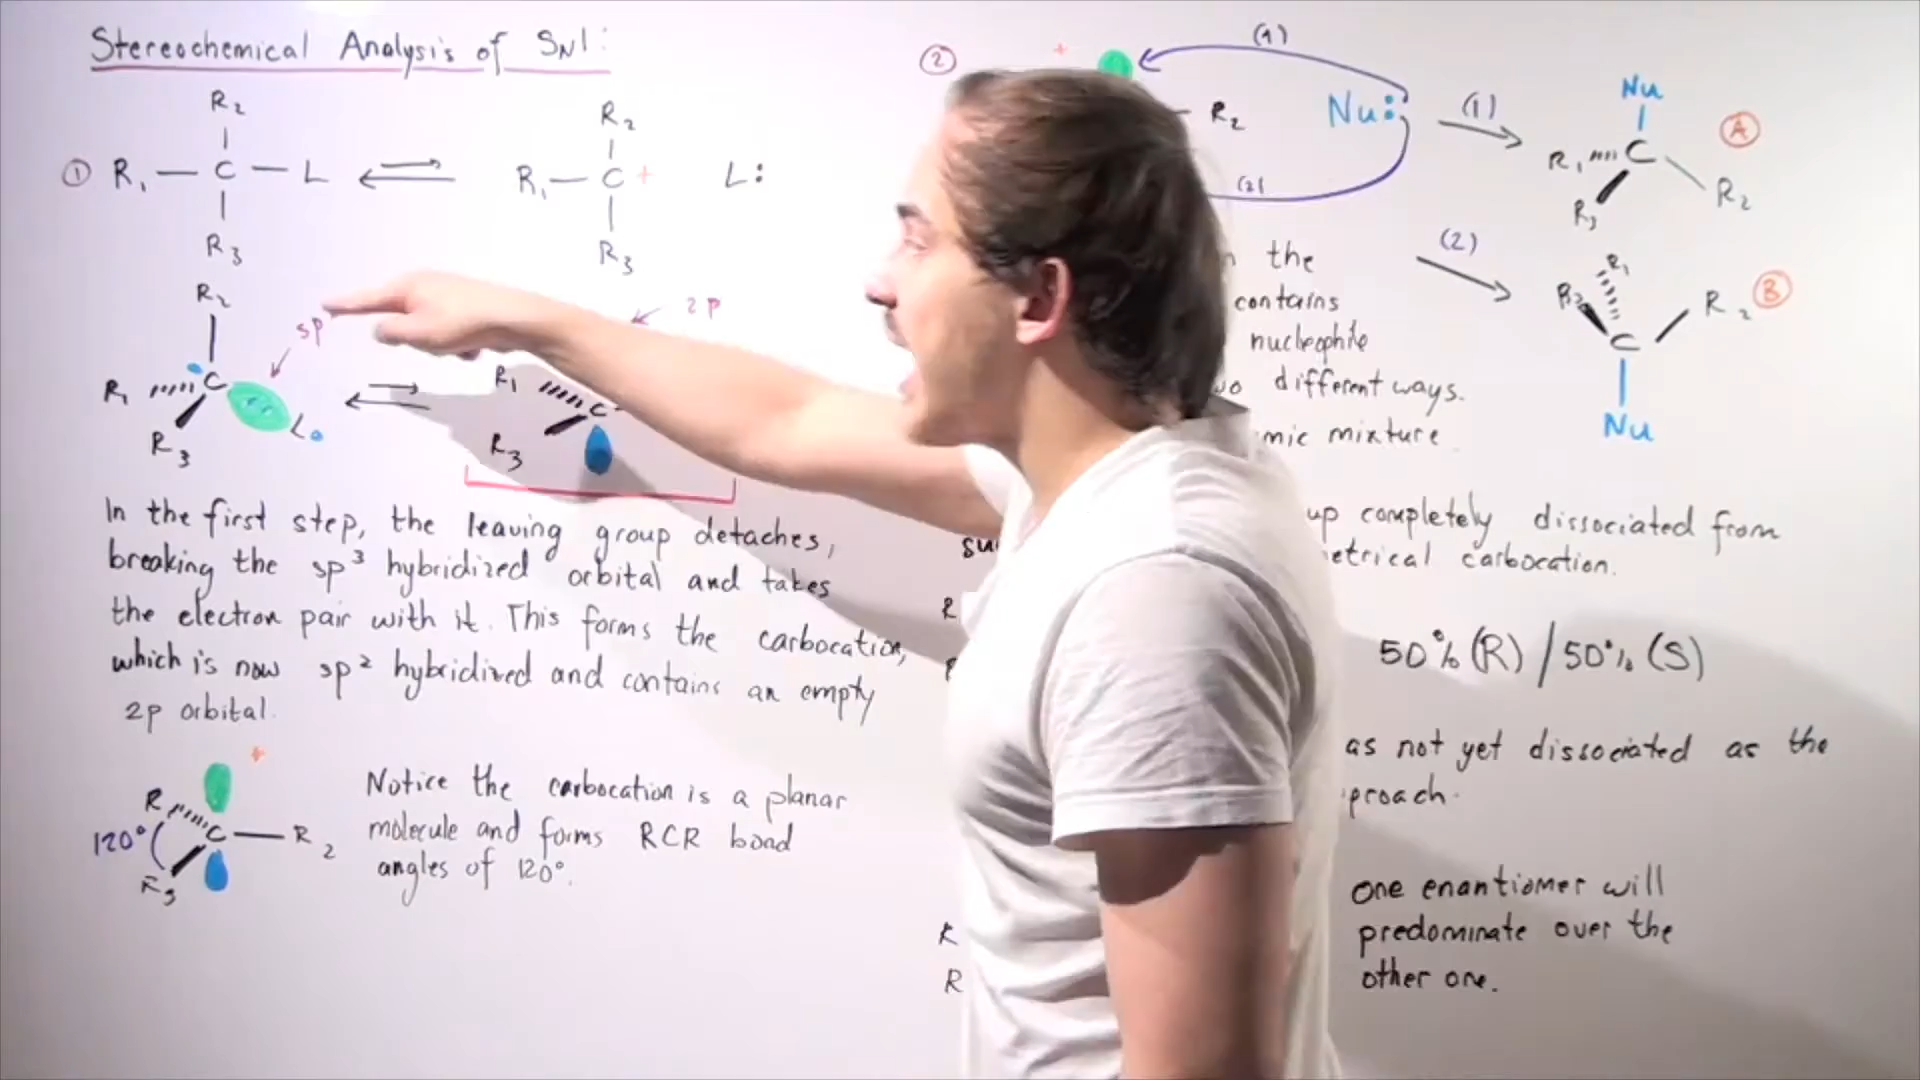 Stereochemical Analysis of SN1:
R2
① R1 — C — L
R3
R2
R1 — C +
L:
R3
R2
sp
R1 C
R3
L
2p
R1 C
R3
In the first step, the leaving group detaches,
breaking the sp3 hybridized orbital and takes
the electron pair with it. This forms the carbocation,
which is now sp2 hybridized and contains an empty
2p orbital.
+
R
120° C — R2
R3
Notice the carbocation is a planar
molecule and forms RCR bond
angles of 120°.
②
+
(1)
R2
Nu:
(2)
(1)
Nu
R1 C
R3
R2
A
(2)
R1
R3
R2
B
C
Nu
the
contains
nucleophile
different ways.
mixture.
completely dissociated from
carbocation.
R
50% (R) / 50% (S)
as not yet dissociated as the
one enantiomer will
predominate over the
other one.
R
R